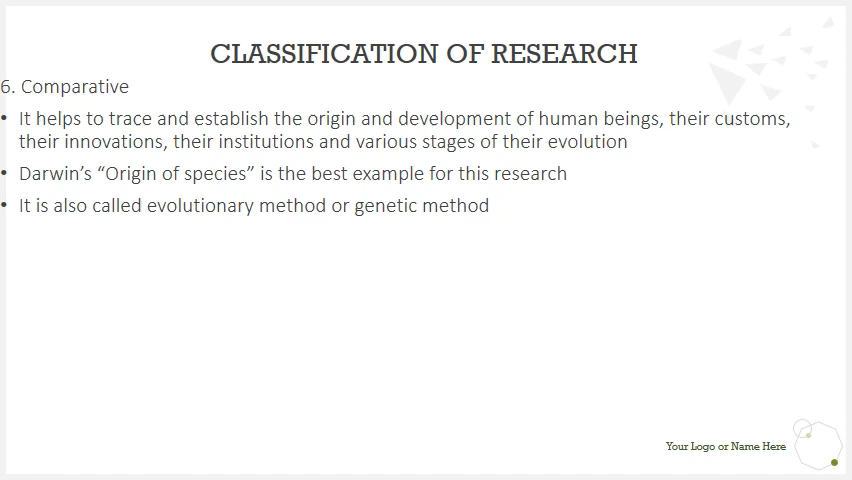 CLASSIFICATION OF RESEARCH
6. Comparative
• It helps to trace and establish the origin and development of human beings, their customs,
their innovations, their institutions and various stages of their evolution
• Darwin’s “Origin of species” is the best example for this research
• It is also called evolutionary method or genetic method
Your Logo or Name Here